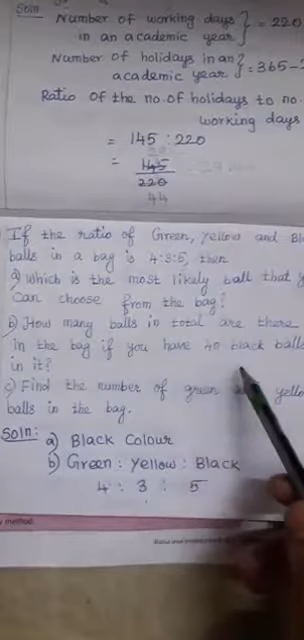 Soln
Number of working days } = 220
in an academic year
Number of holidays in an } = 365-
academic year
Ratio of the no. of holidays to no.
working days
= 145 : 220
= 145
220
44
If the ratio of Green, Yellow and
balls in a bag is 4:3:5, then
a) Which is the most likely ball that
can choose from the bag?
b) How many balls in total are there
in the bag if you have 40 black balls
in it?
c) Find the number of green
balls in the bag.
Soln:
a) Black Colour
b) Green : Yellow : Black
4 : 3 : 5
method.